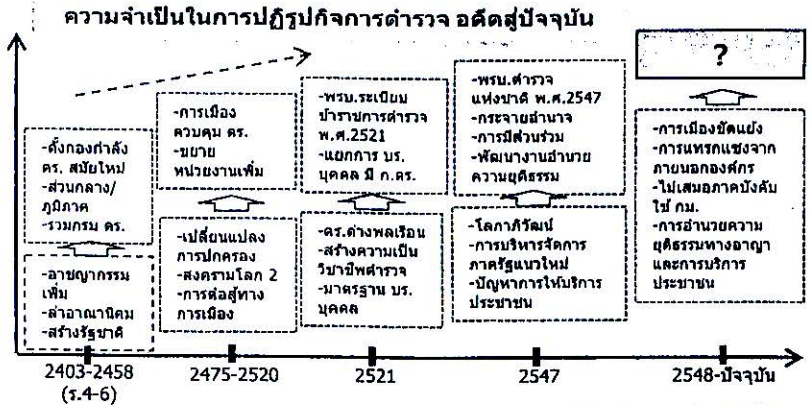 ความจำเป็นในการปฏิรูปกิจการตำรวจ อดีตสู่ปัจจุบัน
-ตั้งกองกำลัง
ตร. สมัยใหม่
-ส่วนกลาง/
ภูมิภาค
-รวมกรม ตร.
-อาชญากรรม
เพิ่ม
-ล่าอาณานิคม
-สร้างรัฐชาติ
2403-2458
(ร.4-6)
-การเมือง
ควบคุม ตร.
-ขยาย
หน่วยงานเพิ่ม
-เปลี่ยนแปลง
การปกครอง
-สงครามโลก 2
-การต่อสู้ทาง
การเมือง
2475-2520
-พรบ.ระเบียบ
ข้าราชการตำรวจ
พ.ศ.2521
-แยกการ บร.
บุคคล มี ก.ตร.
-ตร.ต่างพลเรือน
-สร้างความเป็น
วิชาชีพตำรวจ
-มาตรฐาน บร.
บุคคล
2521
-พรบ.ตำรวจ
แห่งชาติ พ.ศ.2547
-กระจายอำนาจ
-การมีส่วนร่วม
-พัฒนางานอำนวย
ความยุติธรรม
-โลกาภิวัฒน์
-การบริหารจัดการ
ภาครัฐแนวใหม่
-ปัญหาการให้บริการ
ประชาชน
2547
?
-การเมืองขัดแย้ง
-การแทรกแซงจาก
ภายนอกองค์กร
-ไม่เสมอภาคบังคับ
ใช้ กม.
-การอำนวยความ
ยุติธรรมทางอาญา
และการบริการ
ประชาชน
2548-ปัจจุบัน